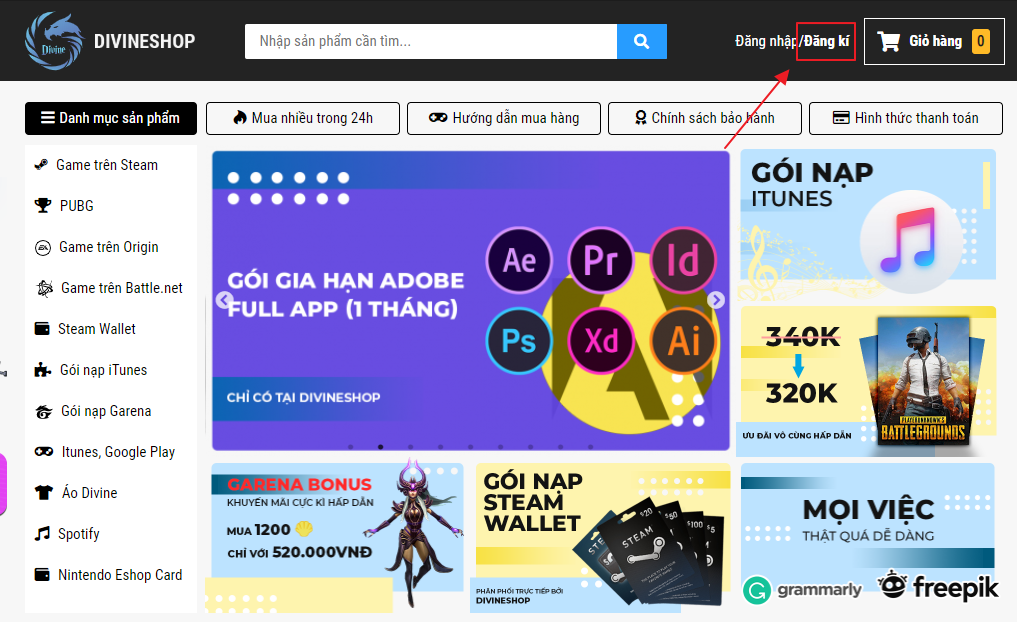 Divine
DIVINESHOP
Nhập sản phẩm cần tìm...
Đăng nhập/Đăng kí
Giỏ hàng 0
Danh mục sản phẩm
Mua nhiều trong 24h
Hướng dẫn mua hàng
Chính sách bảo hành
Hình thức thanh toán
Game trên Steam
PUBG
Game trên Origin
Game trên Battle.net
Steam Wallet
Gói nạp iTunes
Gói nạp Garena
Itunes, Google Play
Áo Divine
Spotify
Nintendo Eshop Card
GÓI GIA HẠN ADOBE
FULL APP (1 THÁNG)
CHỈ CÓ TẠI DIVINESHOP
Ae Pr Id
Ps Xd Ai
GÓI NẠP
ITUNES
340K
320K
ƯU ĐÃI VÔ CÙNG HẤP DẪN
PLAYERUNKNOWN'S
BATTLEGROUNDS
GARENA BONUS
KHUYẾN MÃI CỰC KÌ HẤP DẪN
MUA 1200
CHỈ VỚI 520.000VNĐ
GÓI NẠP
STEAM
WALLET
$20 $50 $100 $5
STEAM
PHÂN PHỐI TRỰC TIẾP BỞI
DIVINESHOP
MỌI VIỆC
THẬT QUÁ DỄ DÀNG
grammarly
freepik